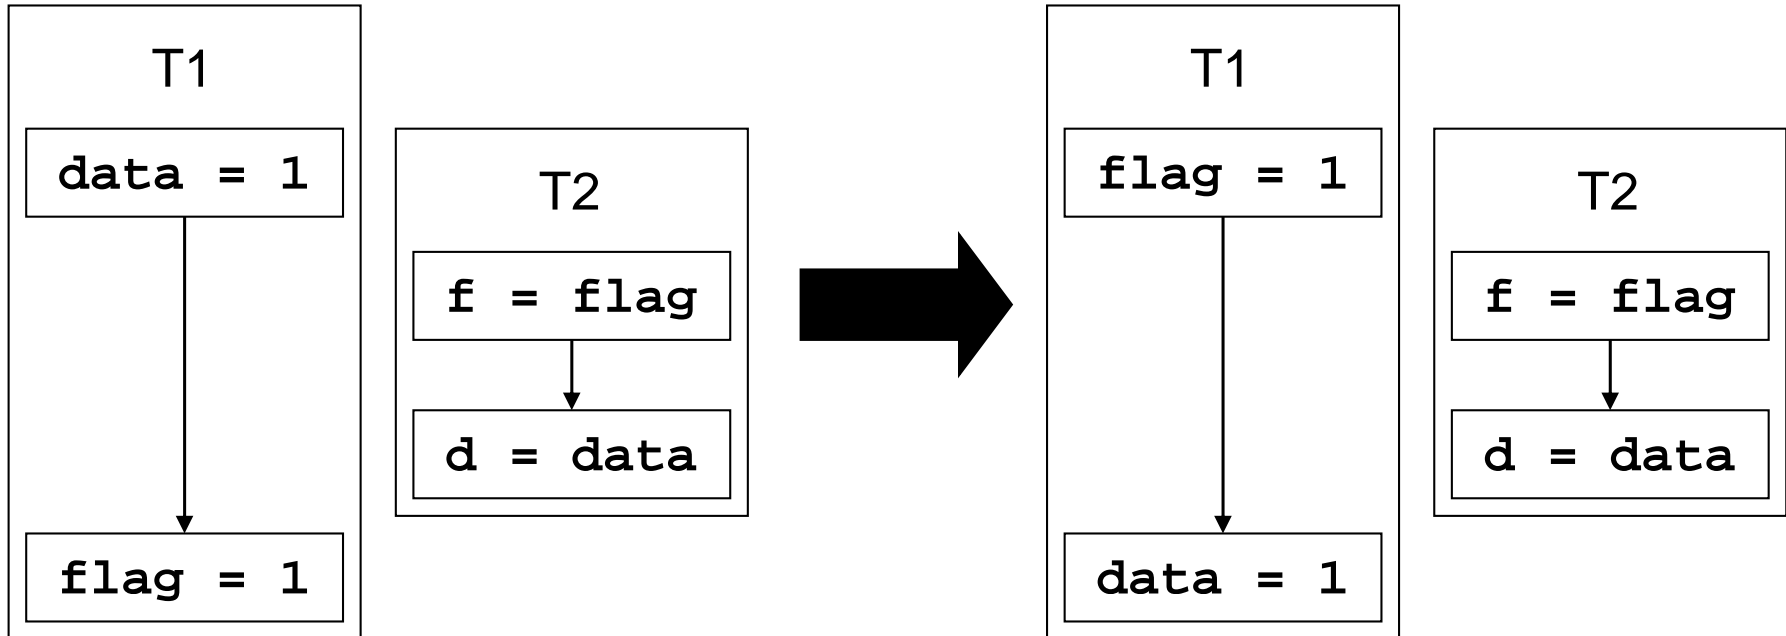 T1
data = 1
flag = 1
T2
f = flag
d = data
T1
flag = 1
data = 1
T2
f = flag
d = data